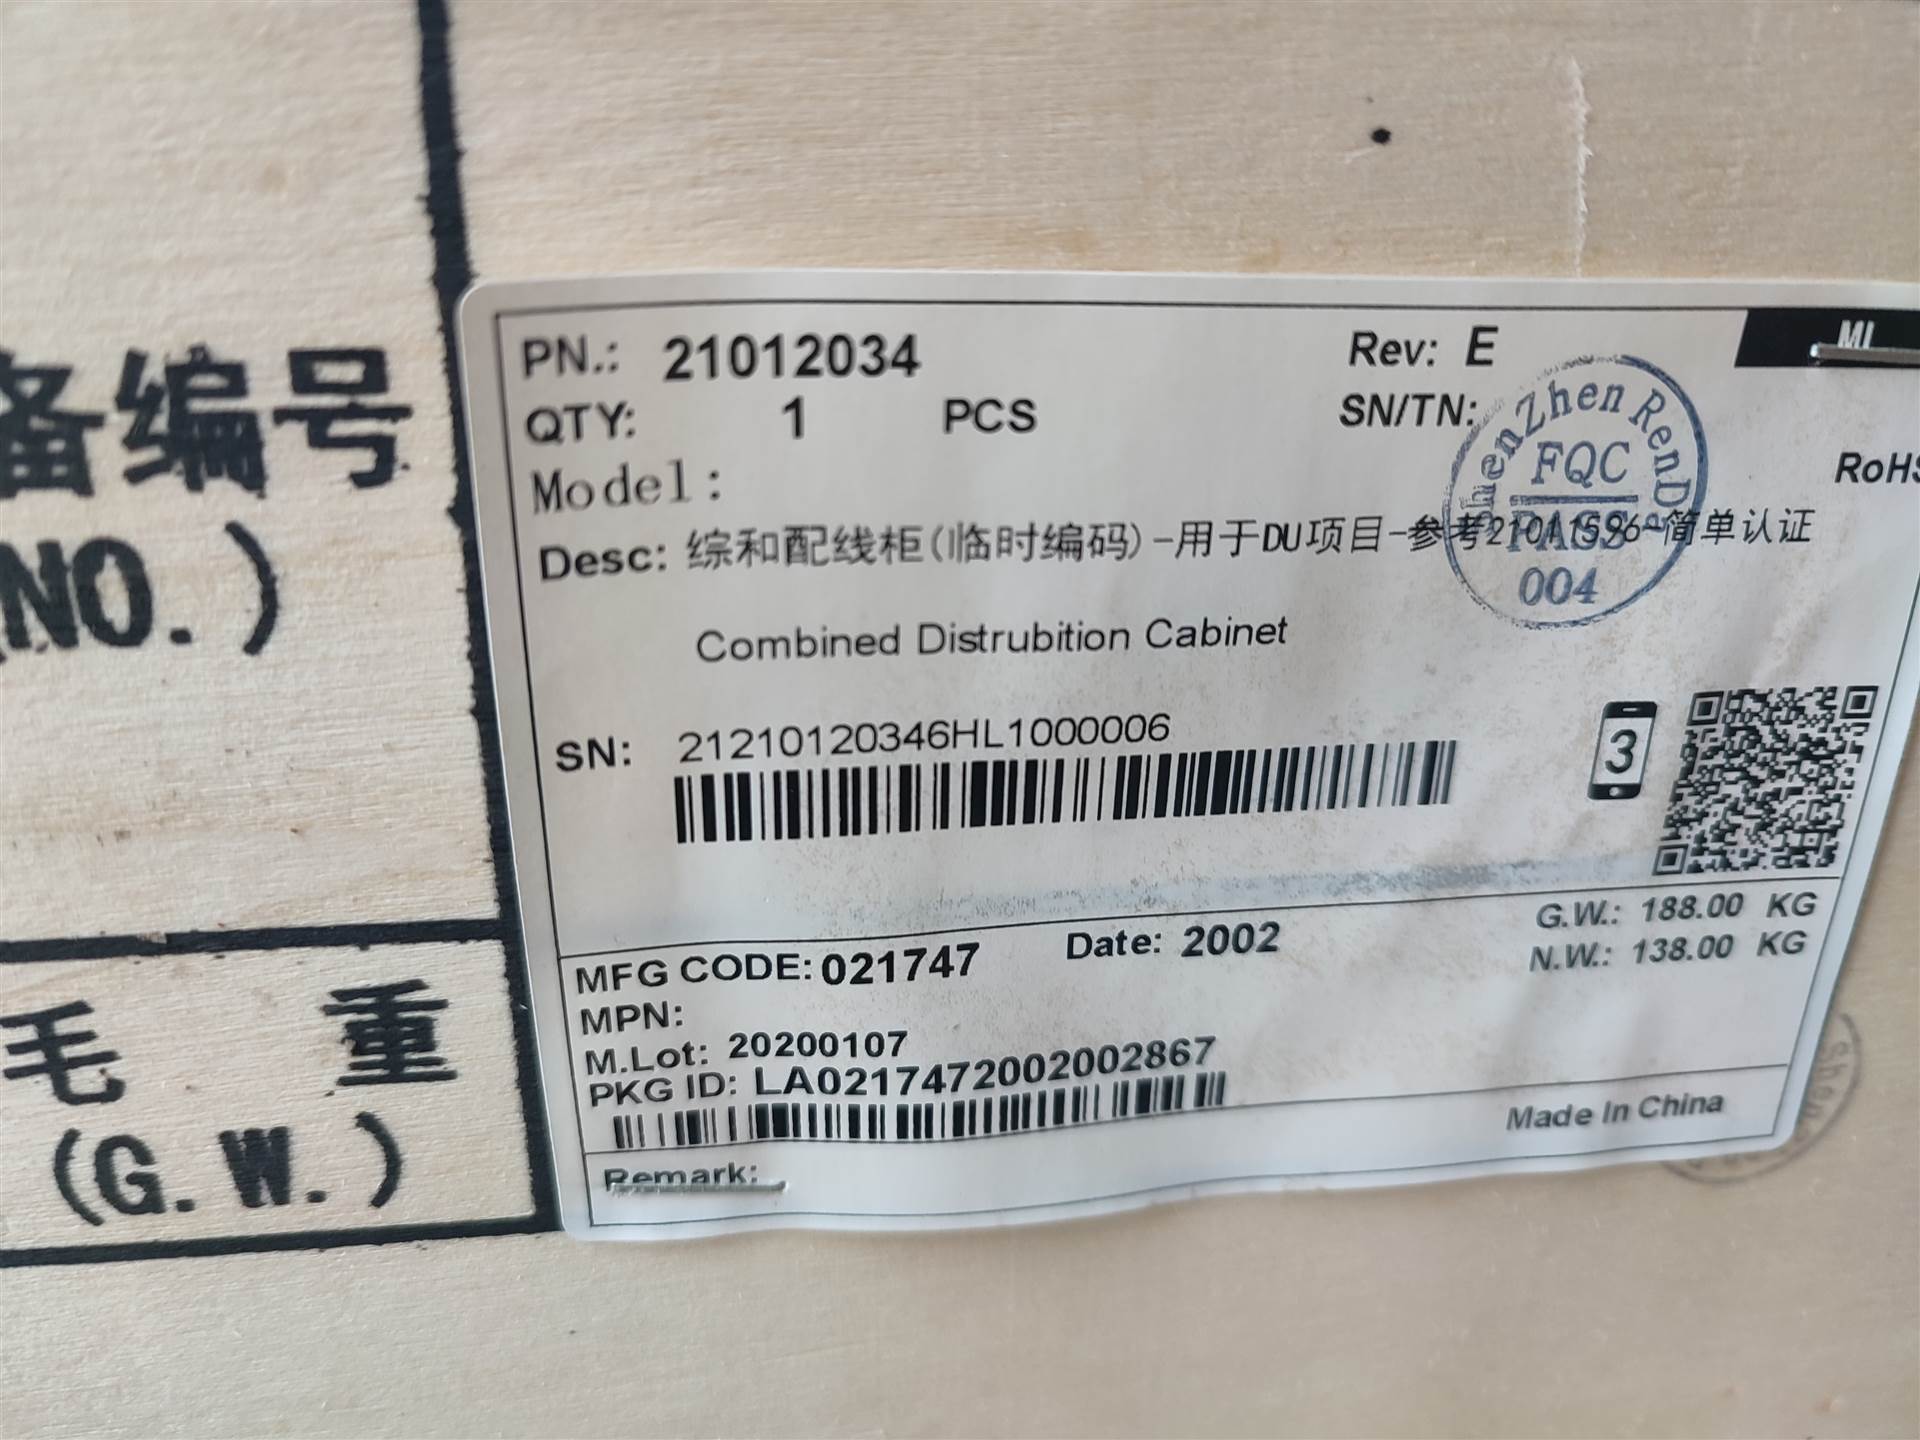 备编号
NO.)
毛 重
(G.W.)
PN.: 21012034 Rev: E
QTY: 1 PCS SN/TN:
Model:
RoHS
Desc: 综和配线柜(临时编码)-用于DU项目-参考21011596-简单认证
Combined Distrubition Cabinet
ShenZhen RenD
FQC
PASS
004
SN: 21210120346HL1000006
3
G.W.: 188.00 KG
N.W.: 138.00 KG
MFG CODE: 021747 Date: 2002
MPN:
M.Lot: 20200107
PKG ID: LA0217472002002867
Made In China
Remark: